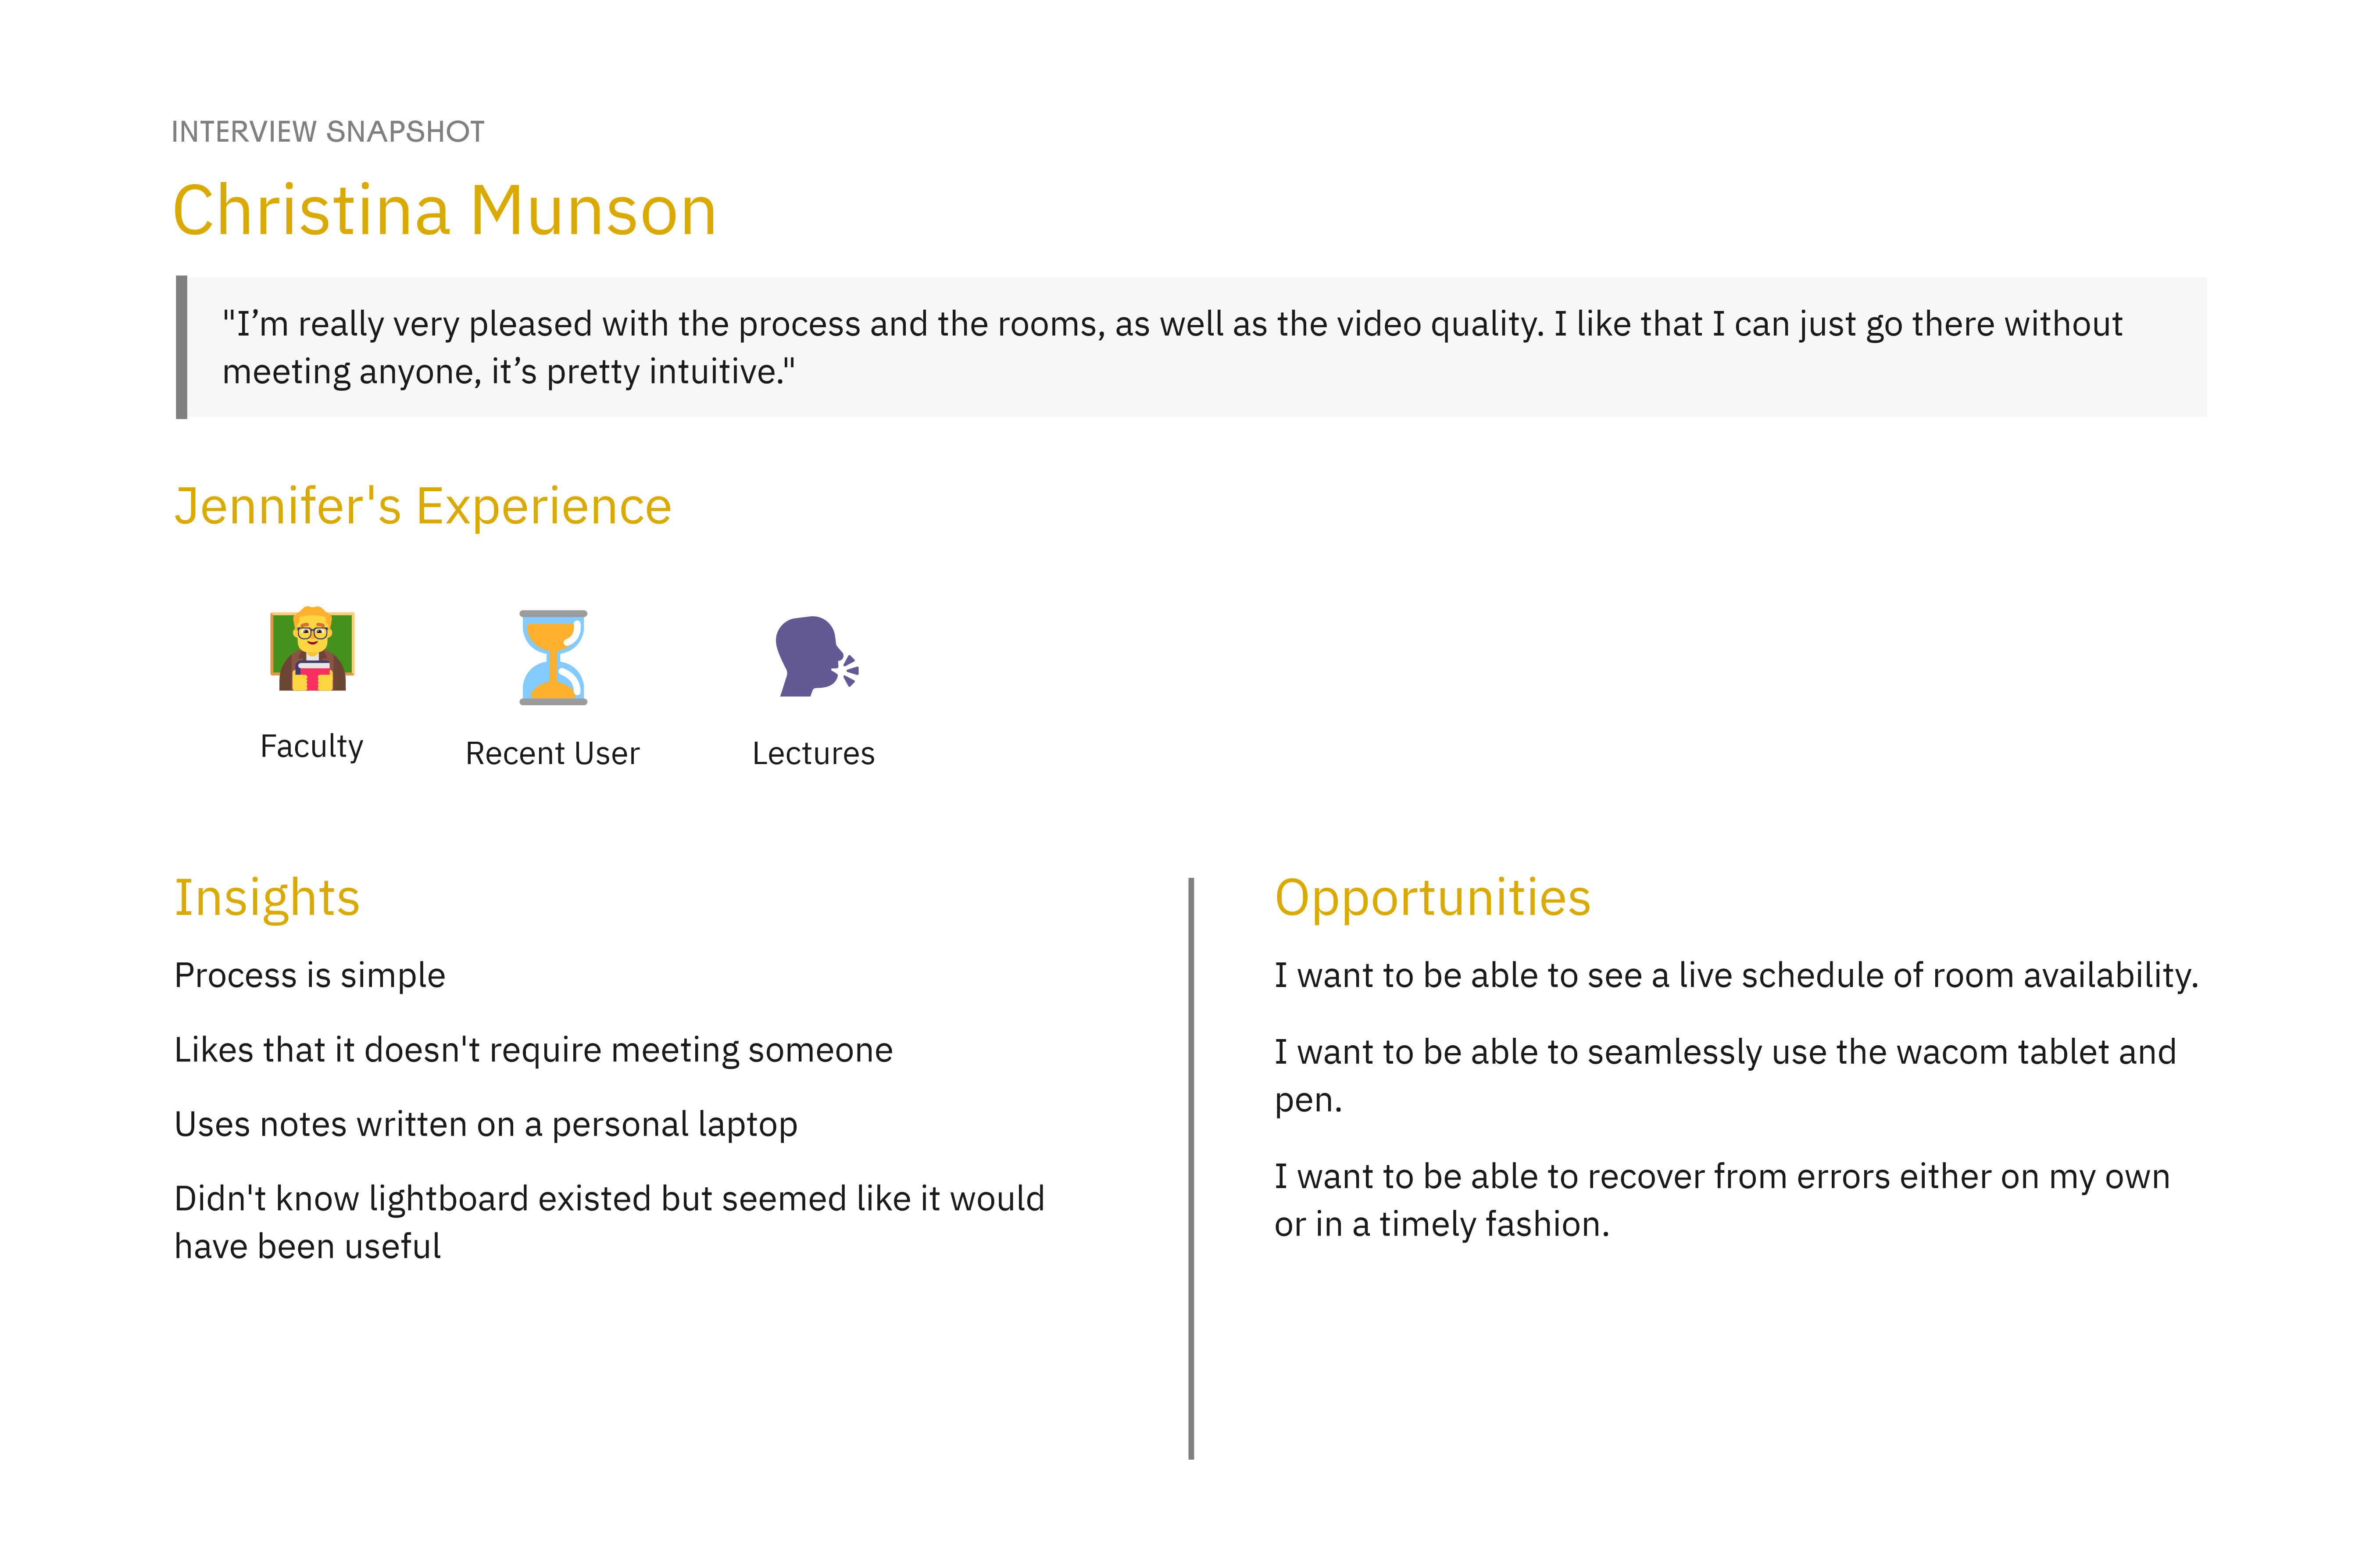 INTERVIEW SNAPSHOT
Christina Munson
"I’m really very pleased with the process and the rooms, as well as the video quality. I like that I can just go there without
meeting anyone, it’s pretty intuitive."
Jennifer's Experience
Faculty
Recent User
Lectures
Insights
Process is simple
Likes that it doesn't require meeting someone
Uses notes written on a personal laptop
Didn't know lightboard existed but seemed like it would
have been useful
Opportunities
I want to be able to see a live schedule of room availability.
I want to be able to seamlessly use the wacom tablet and
pen.
I want to be able to recover from errors either on my own
or in a timely fashion.